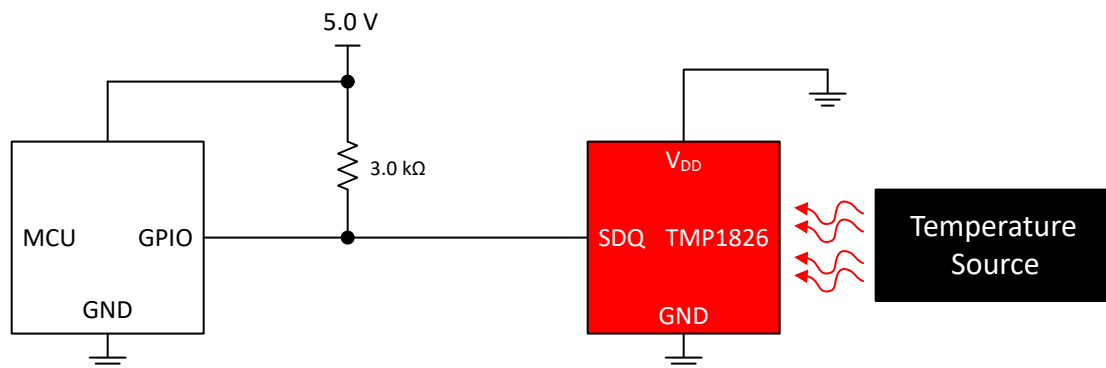 5.0 V
3.0 kΩ
V_DD
MCU GPIO
SDQ TMP1826
Temperature
Source
GND
GND